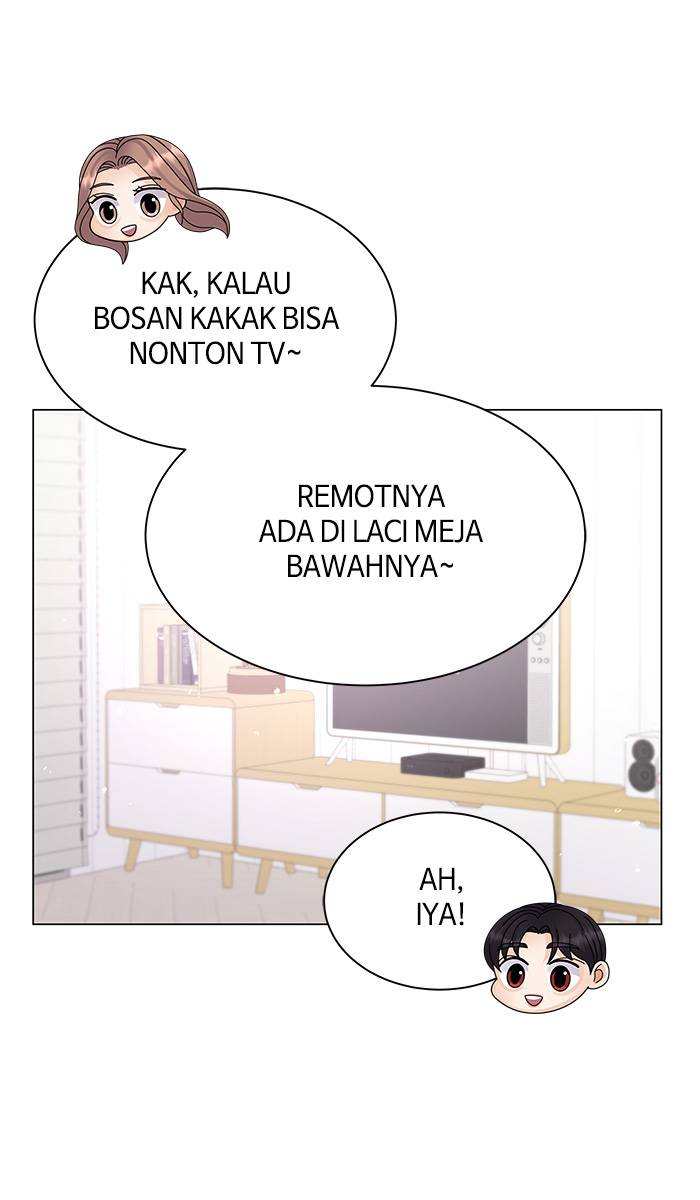 KAK, KALAU
BOSAN KAKAK BISA
NONTON TV~
REMOTNYA
ADA DI LACI MEJA
BAWAHNYA~
AH,
IYA!